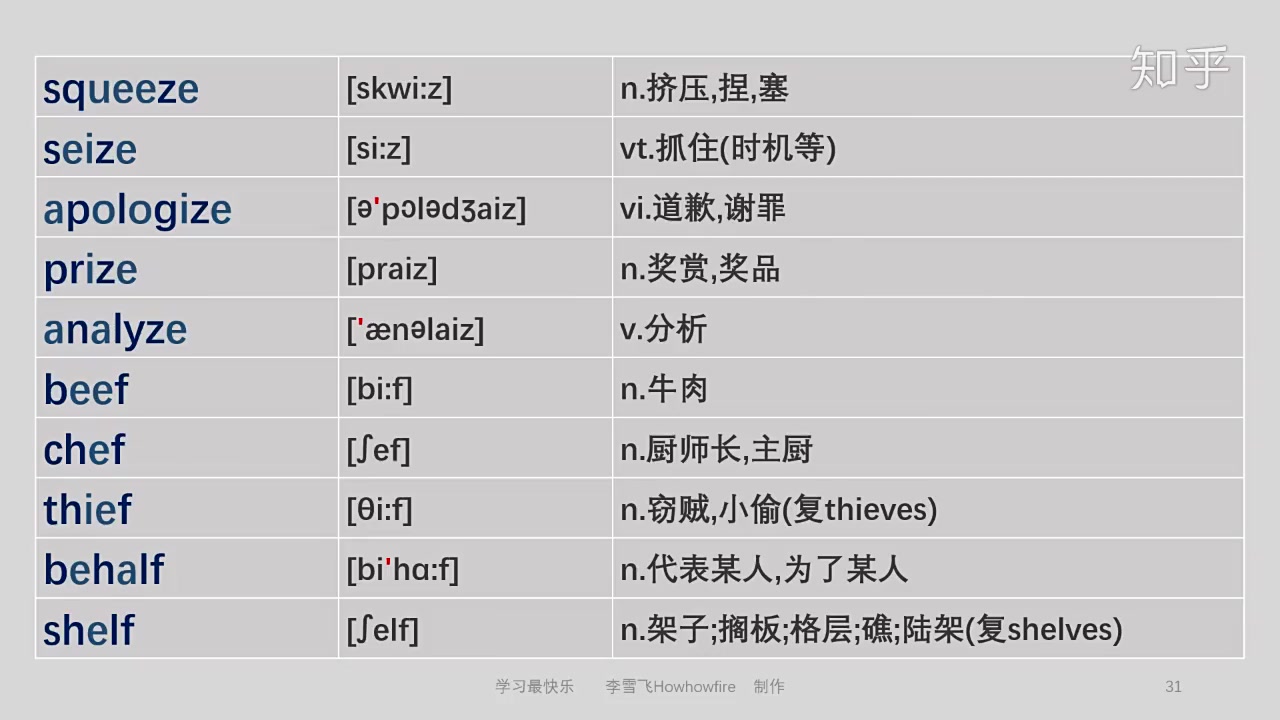 知乎
squeeze [skwi:z] n.挤压,捏,塞
seize [si:z] vt.抓住(时机等)
apologize [ə'pɔlədʒaiz] vi.道歉,谢罪
prize [praiz] n.奖赏,奖品
analyze ['ænəlaiz] v.分析
beef [bi:f] n.牛肉
chef [ʃef] n.厨师长,主厨
thief [θi:f] n.窃贼,小偷(复thieves)
behalf [bi'hɑ:f] n.代表某人,为了某人
shelf [ʃelf] n.架子;搁板;格层;礁;陆架(复shelves)
学习最快乐 李雪飞Howhowfire 制作 31